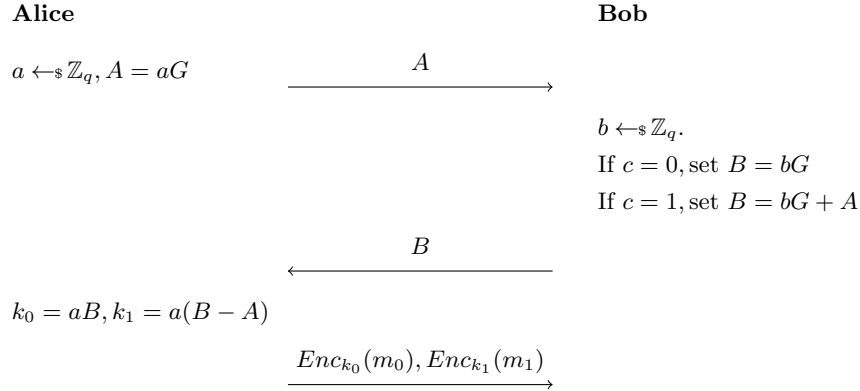 Alice Bob
a ←$ ℤ_q, A = aG
A
b ←$ ℤ_q.
If c = 0, set B = bG
If c = 1, set B = bG + A
B
k_0 = aB, k_1 = a(B − A)
Enc_{k_0}(m_0), Enc_{k_1}(m_1)